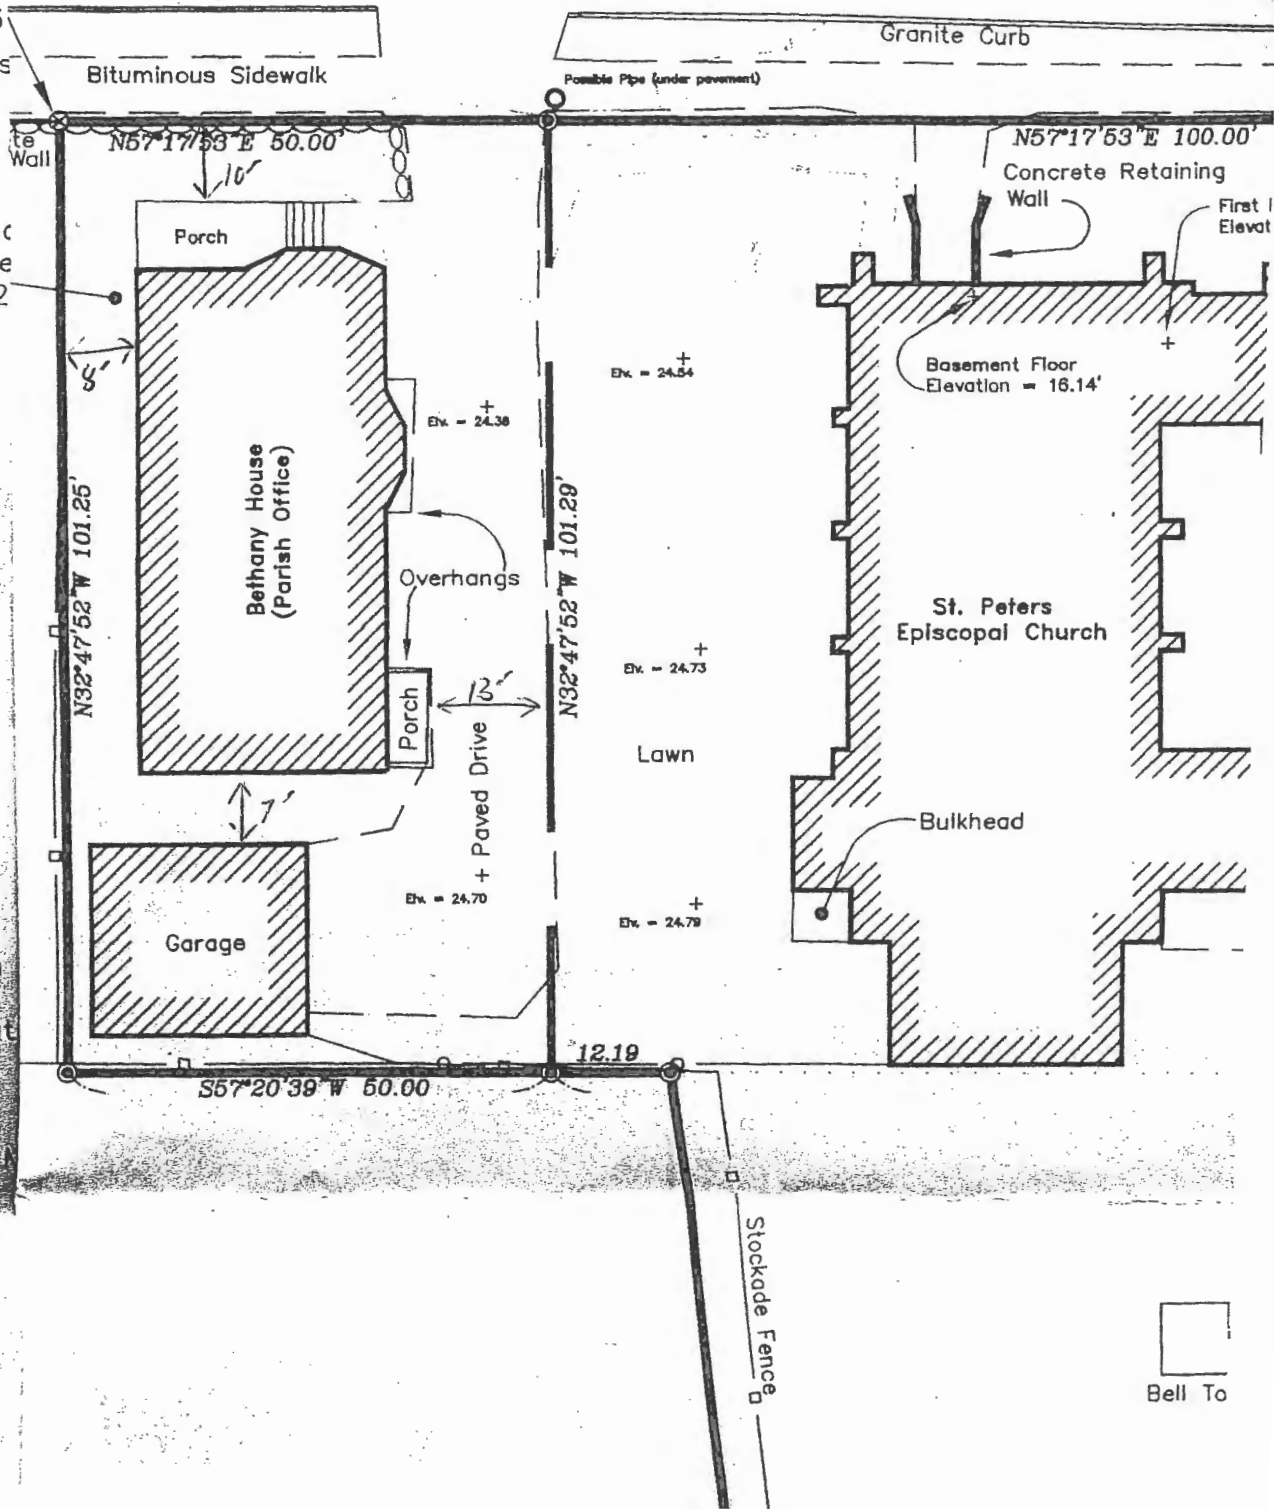 Granite Curb
Bituminous Sidewalk
Possible Pipe (under pavement)
N57°17'53"E 50.00'
N57°17'53"E 100.00'
te
Wall
10'
Concrete Retaining
Wall
First
Elevat
Porch
8'
Elv. = 24.54
Basement Floor
Elevation = 16.14'
Elv. = 24.38
Bethany House
(Parish Office)
N32°47'52"W 101.25'
N32°47'52"W 101.29'
Overhangs
St. Peters
Episcopal Church
Elv. = 24.73
13'
Porch
Paved Drive
Lawn
7'
Bulkhead
Elv. = 24.70
Elv. = 24.79
Garage
12.19
S57°20'39"W 50.00
Stockade Fence
Bell To